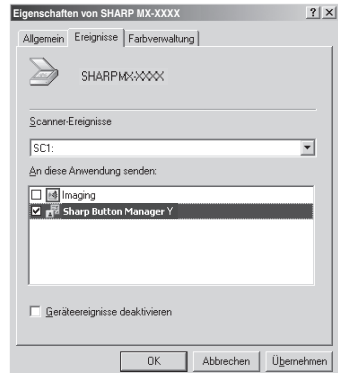 Eigenschaften von SHARP MX-XXXX
Allgemein Ereignisse Farbverwaltung
SHARPMX-XXXX
Scanner-Ereignisse
SC1:
An diese Anwendung senden:
Imaging
Sharp Button Manager Y
Geräteereignisse deaktivieren
OK Abbrechen Übernehmen